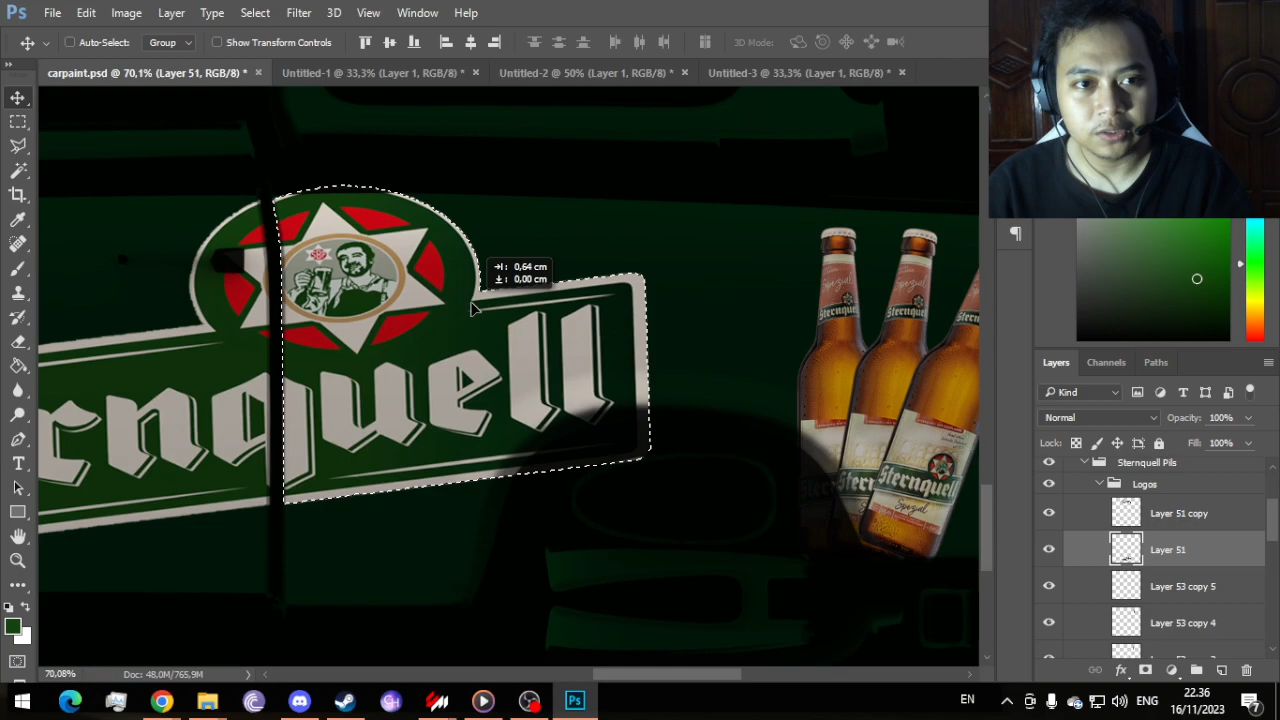 Ps File Edit Image Layer Type Select Filter 3D View Window Help
Auto-Select: Group Show Transform Controls 3D Mode:
carpaint.psd @ 70,1% (Layer 51, RGB/8) * × Untitled-1 @ 33,3% (Layer 1, RGB/8) * × Untitled-2 @ 50% (Layer 1, RGB/8) * × Untitled-3 @ 33,3% (Layer 1, RGB/8) * ×
0,64 cm
0,00 cm
SBP
ernquell
Spezial
Sternquell
Spezial
Layers Channels Paths
Kind
Normal Opacity: 100%
Lock: Fill: 100%
Sternquell Pils
Logos
Layer 51 copy
Layer 51
Layer 53 copy 5
Layer 53 copy 4
70,08% Doc: 48,0M/765,9M
EN ENG 22.36
16/11/2023
7